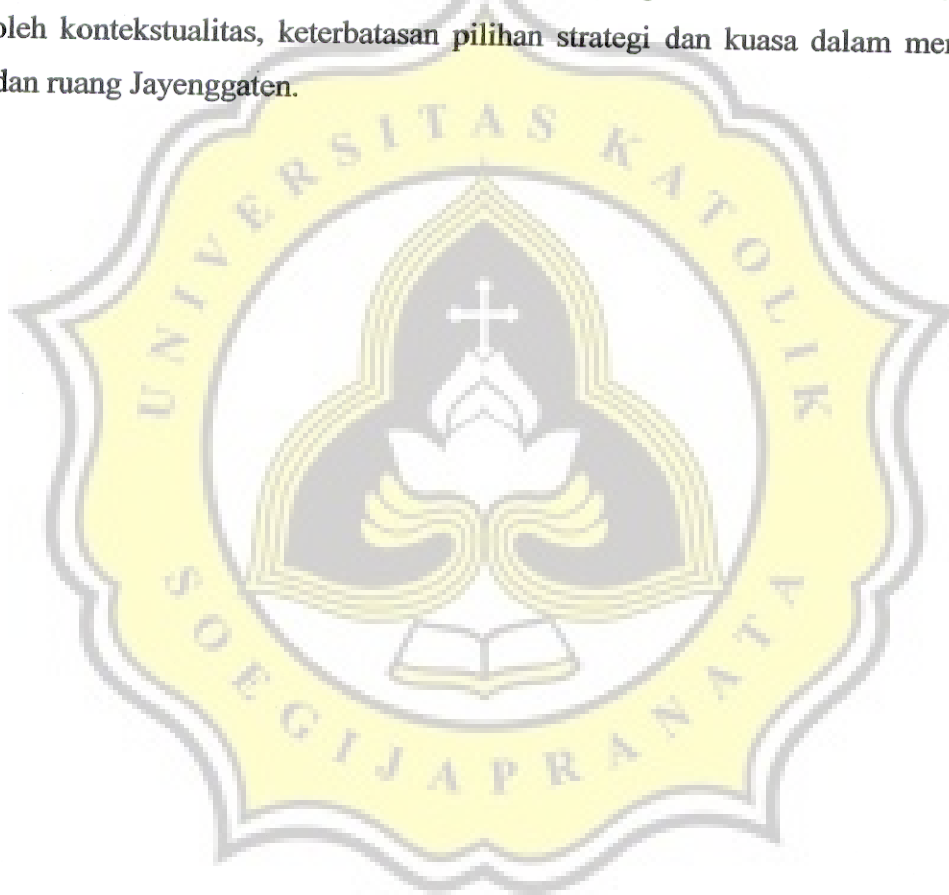 oleh kontekstualitas, keterbatasan pilihan strategi dan kuasa dalam
dan ruang Jayenggaten.
UNIVERSITAS KATOLIK
SOEGIJAPRANATA